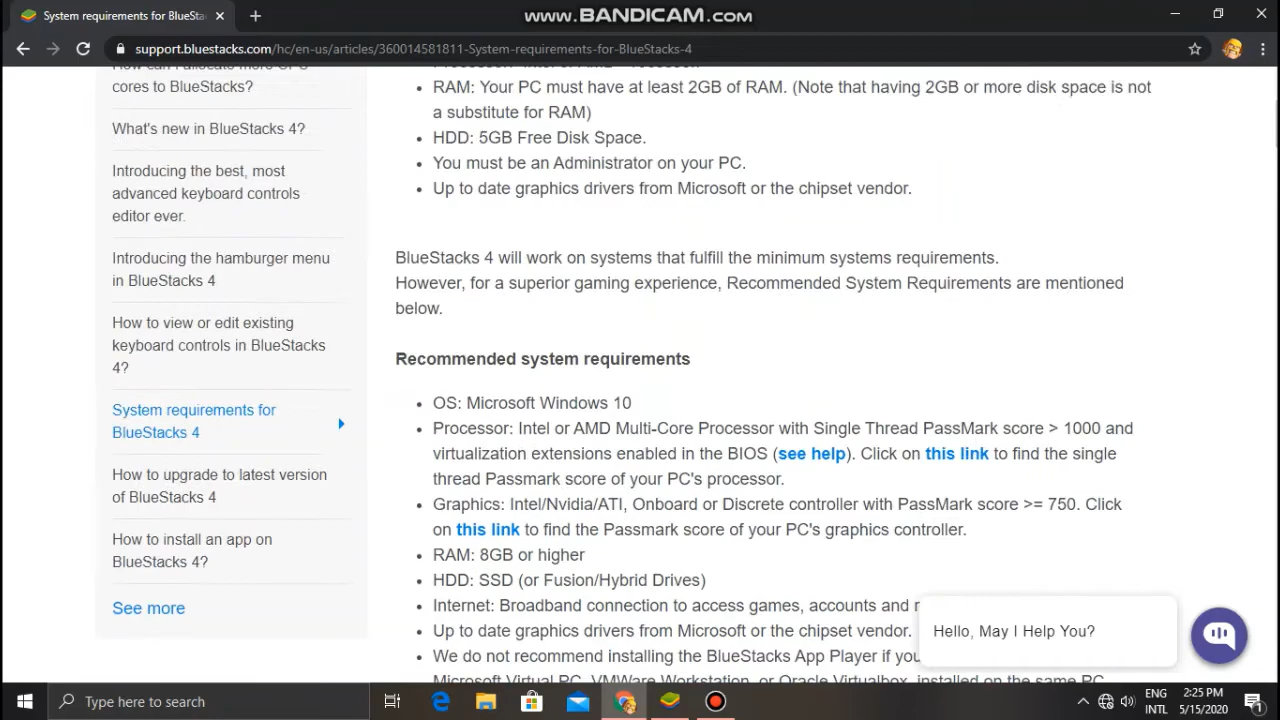 System requirements for BlueSta
www.BANDICAM.com
support.bluestacks.com/hc/en-us/articles/360014581811-System-requirements-for-BlueStacks-4
cores to BlueStacks?
What's new in BlueStacks 4?
Introducing the best, most
advanced keyboard controls
editor ever.
Introducing the hamburger menu
in BlueStacks 4
How to view or edit existing
keyboard controls in BlueStacks
4?
System requirements for
BlueStacks 4
How to upgrade to latest version
of BlueStacks 4
How to install an app on
BlueStacks 4?
See more
RAM: Your PC must have at least 2GB of RAM. (Note that having 2GB or more disk space is not
a substitute for RAM)
HDD: 5GB Free Disk Space.
You must be an Administrator on your PC.
Up to date graphics drivers from Microsoft or the chipset vendor.
BlueStacks 4 will work on systems that fulfill the minimum systems requirements.
However, for a superior gaming experience, Recommended System Requirements are mentioned
below.
Recommended system requirements
OS: Microsoft Windows 10
Processor: Intel or AMD Multi-Core Processor with Single Thread PassMark score > 1000 and
virtualization extensions enabled in the BIOS (see help). Click on this link to find the single
thread Passmark score of your PC's processor.
Graphics: Intel/Nvidia/ATI, Onboard or Discrete controller with PassMark score >= 750. Click
on this link to find the Passmark score of your PC's graphics controller.
RAM: 8GB or higher
HDD: SSD (or Fusion/Hybrid Drives)
Internet: Broadband connection to access games, accounts and
Up to date graphics drivers from Microsoft or the chipset vendor.
We do not recommend installing the BlueStacks App Player if
Microsoft Virtual PC, VMWare Workstation, or Oracle Virtualbox, installed on the same PC
Hello, May I Help You?
Type here to search
ENG
INTL
2:25 PM
5/15/2020
1